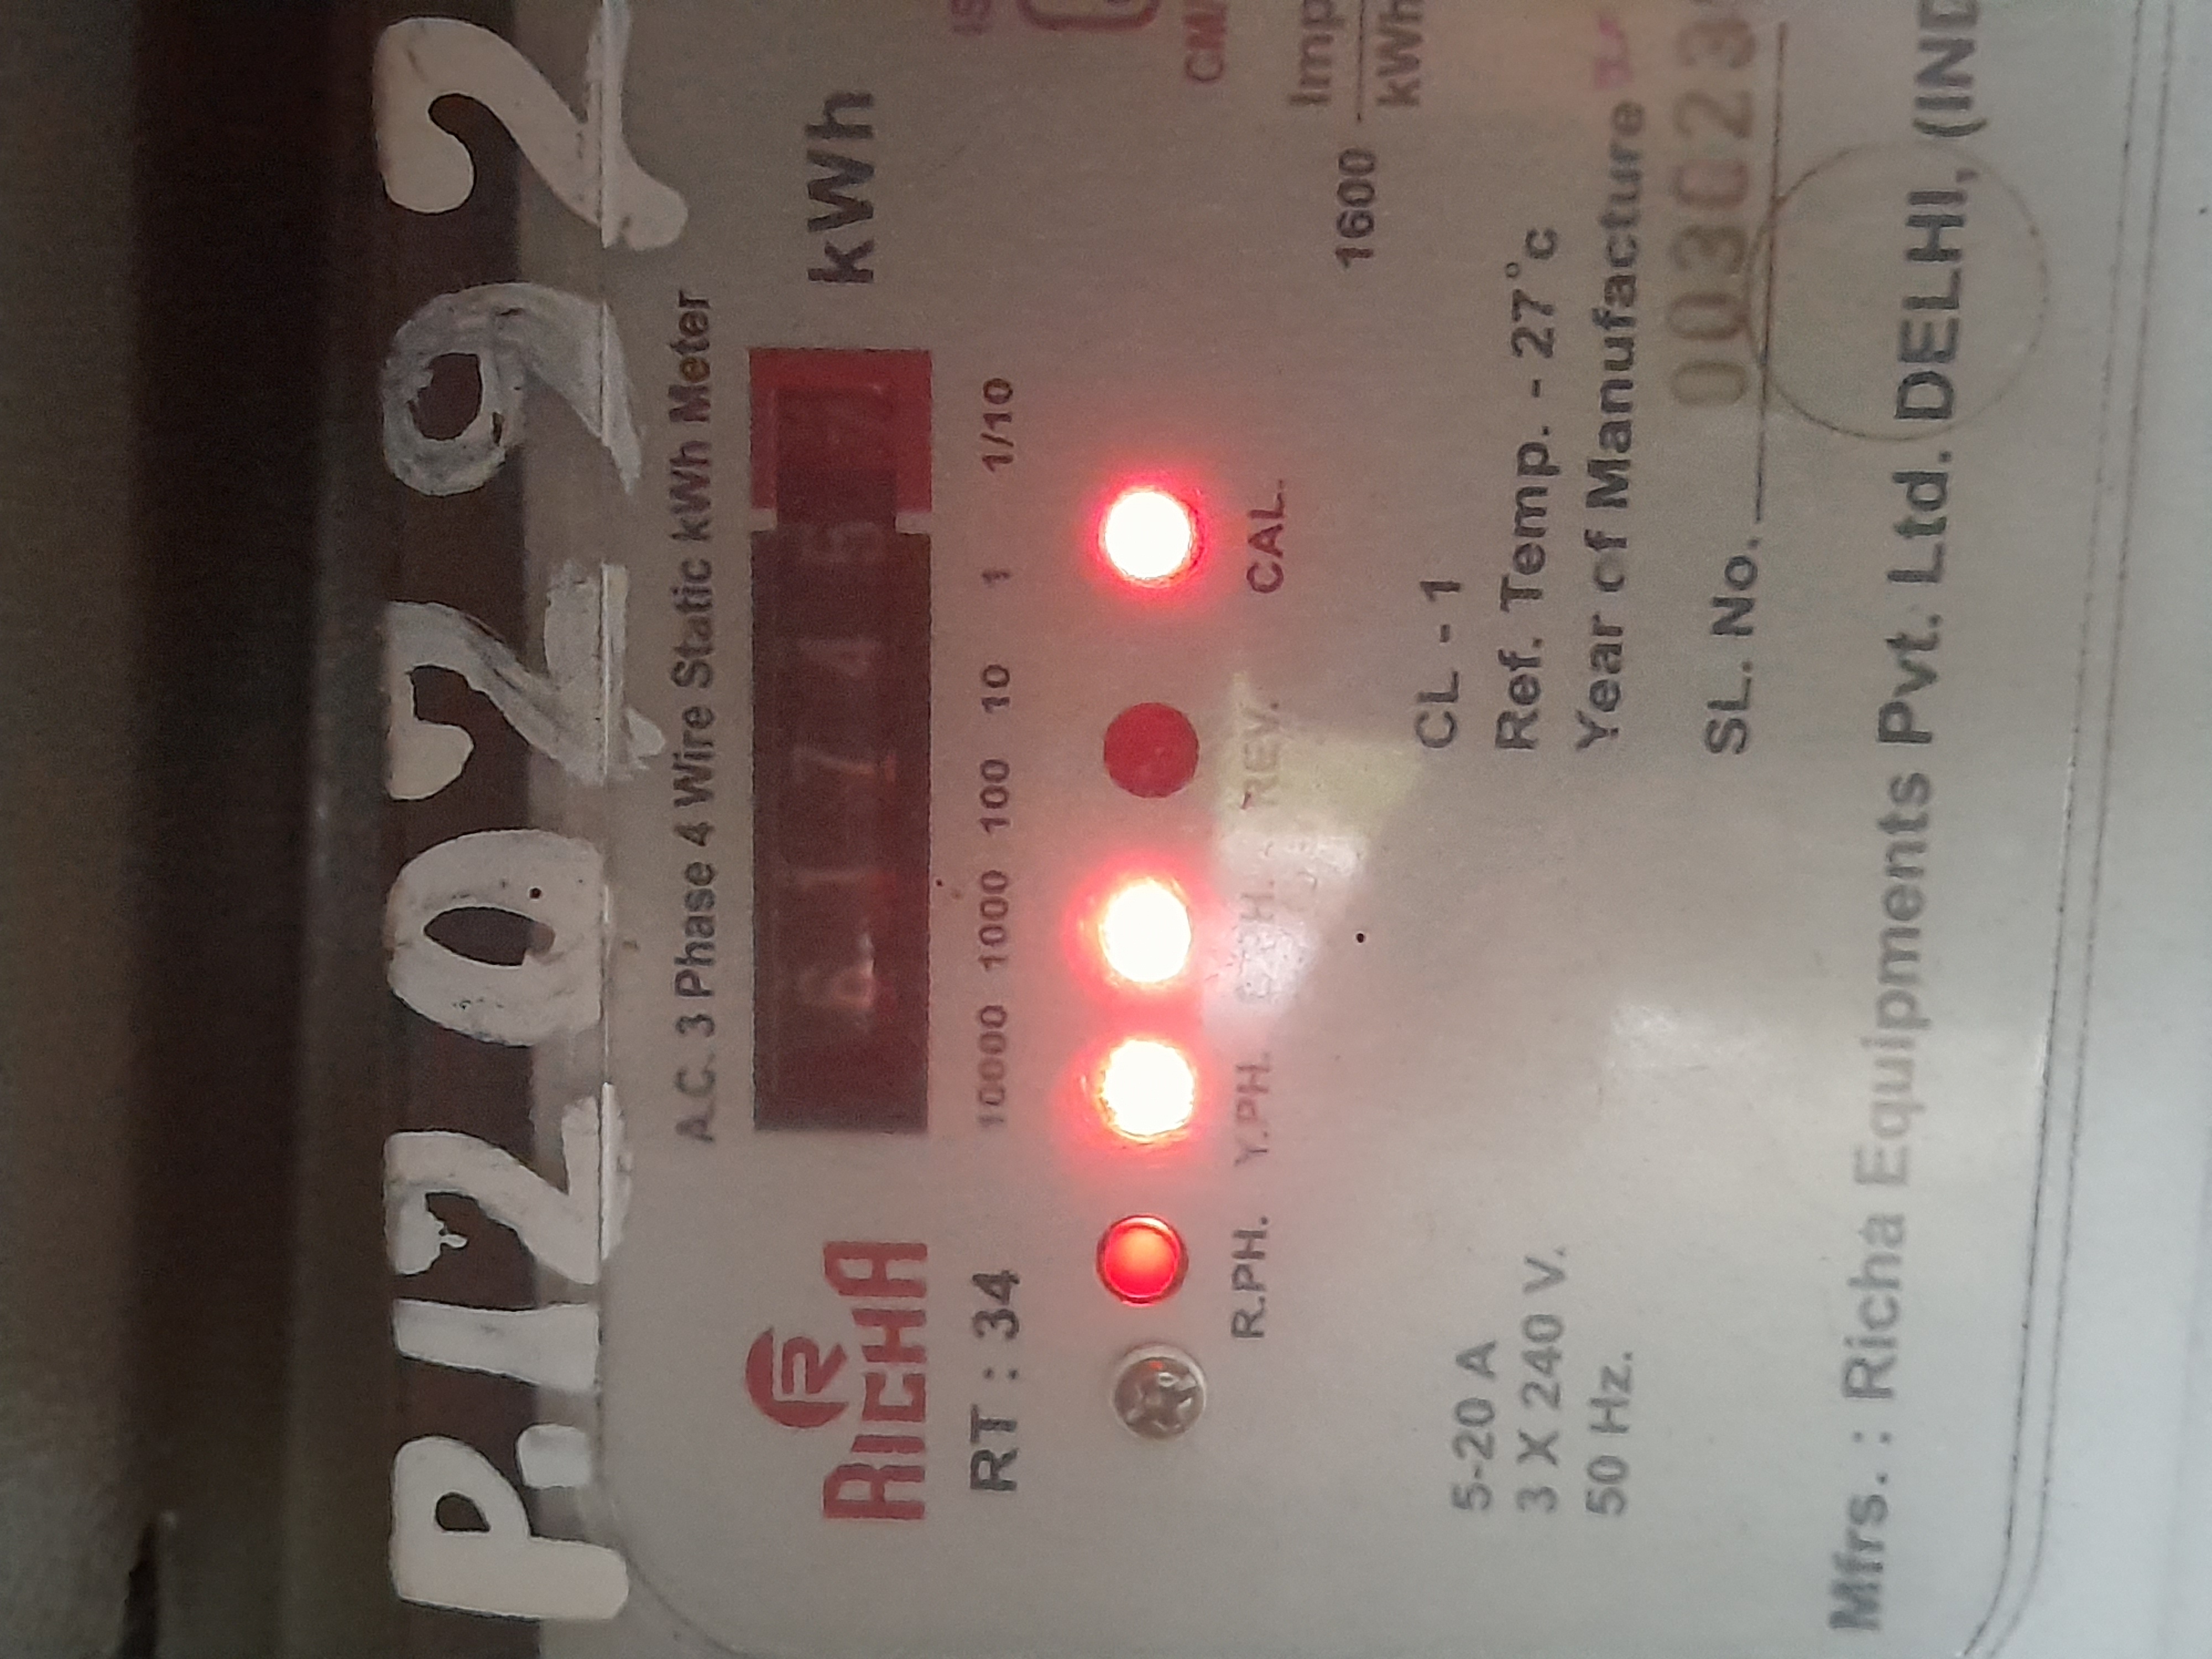 P.120292
A.C. 3 Phase 4 Wire Static kWh Meter
RICHA
kWh
RT : 34
10000 1000 100 10 1 1/10
R.PH. Y.PH. REV. CAL.
1600 Imp
kWh
CL - 1
5-20 A
Ref. Temp. - 27°c
3 X 240 V.
Year of Manufacture
50 Hz.
SL. No. 003023
Mfrs. : Richa Equipments Pvt. Ltd. DELHI, (IND